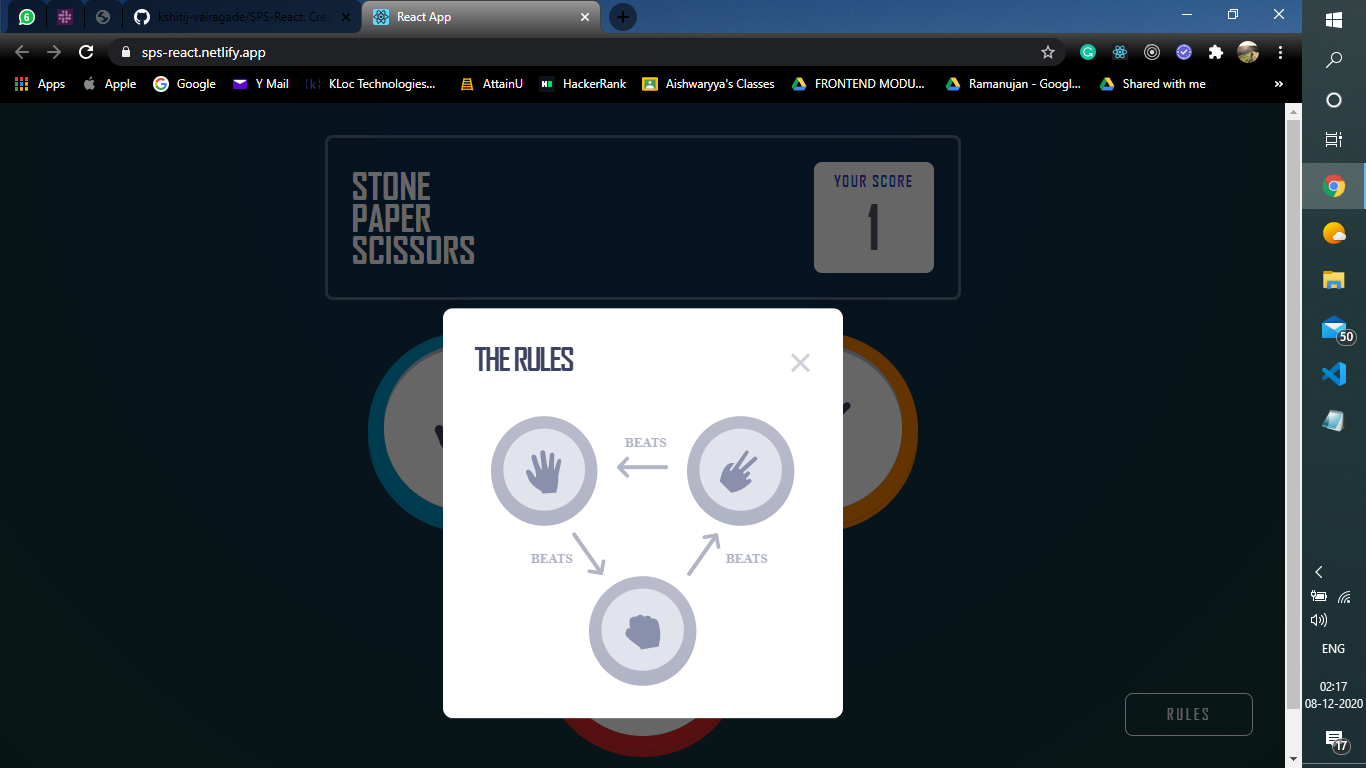 6
kshitij-vairagade/SPS-React: Cre
React App
sps-react.netlify.app
Apps
Apple
Google
Y Mail
KLoc Technologies...
AttainU
HackerRank
Aishwaryya's Classes
FRONTEND MODU...
Ramanujan - Googl...
Shared with me
»
STONE
PAPER
SCISSORS
YOUR SCORE
1
THE RULES
BEATS
BEATS
BEATS
RULES
50
ENG
02:17
08-12-2020
17